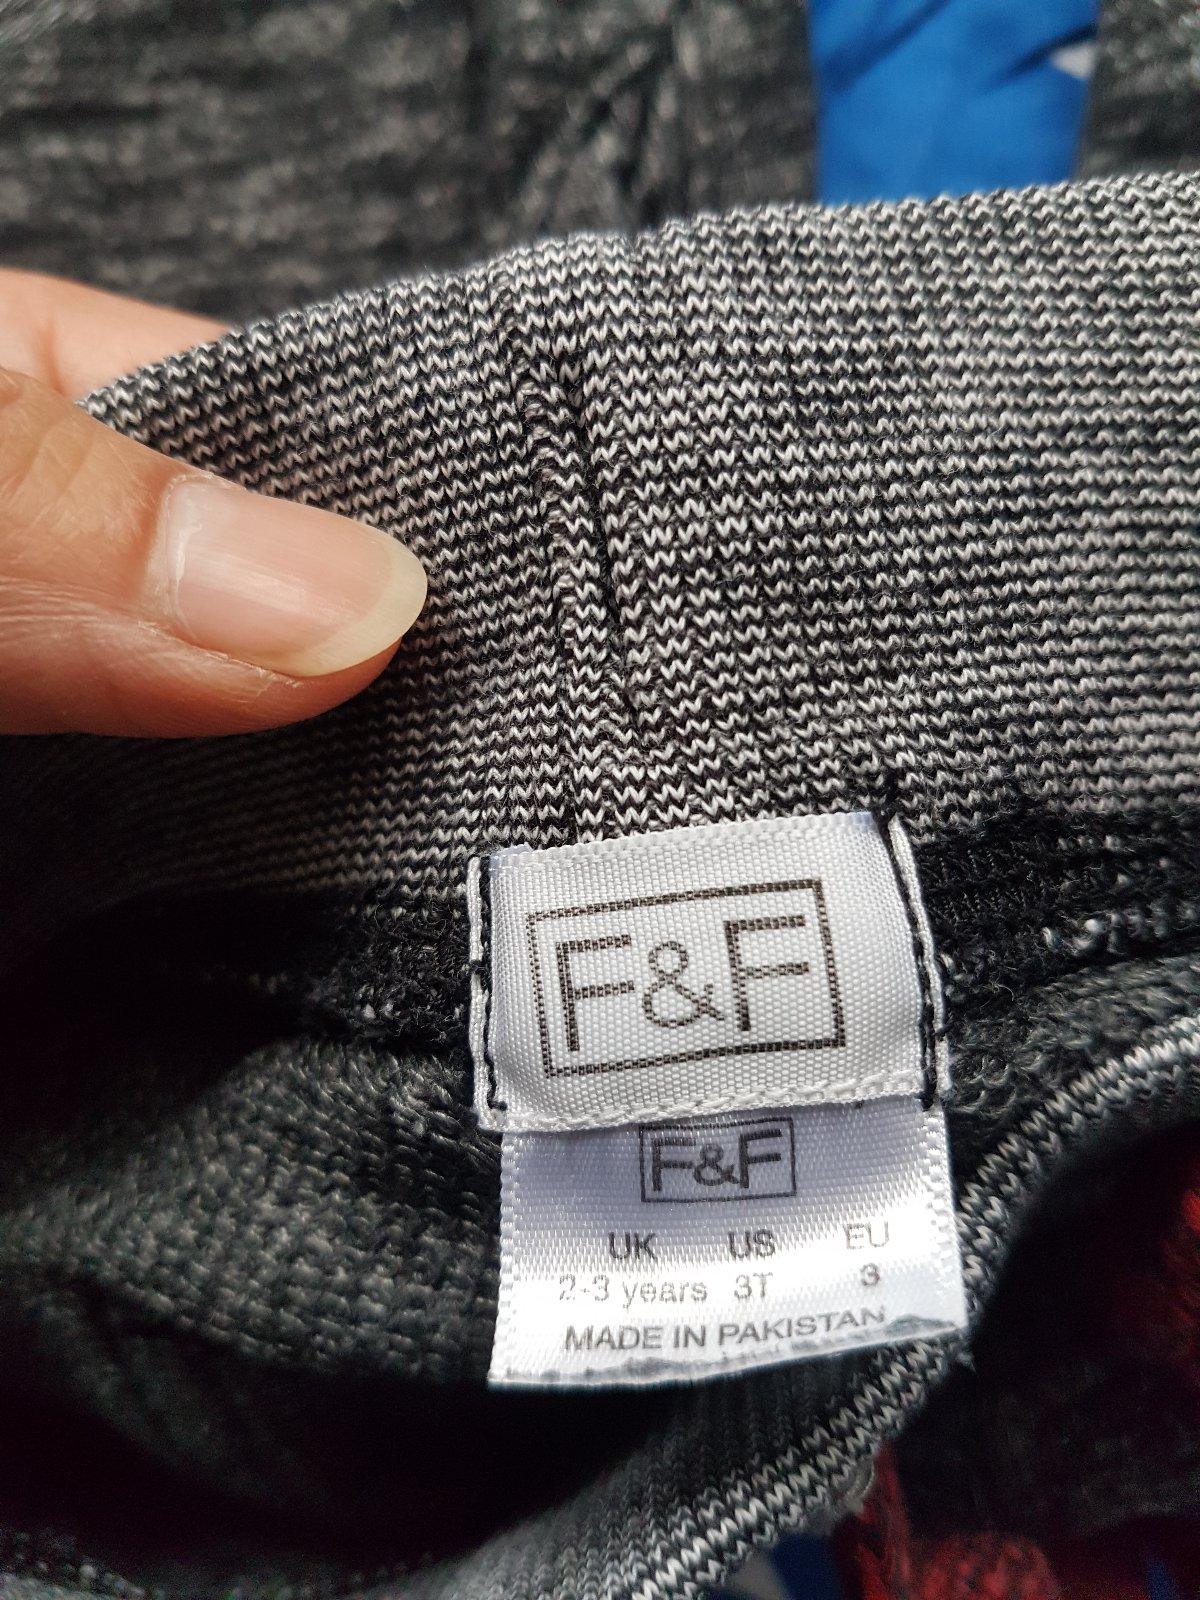 F&F
F&F
UK US EU
2-3 years 3T 3
MADE IN PAKISTAN